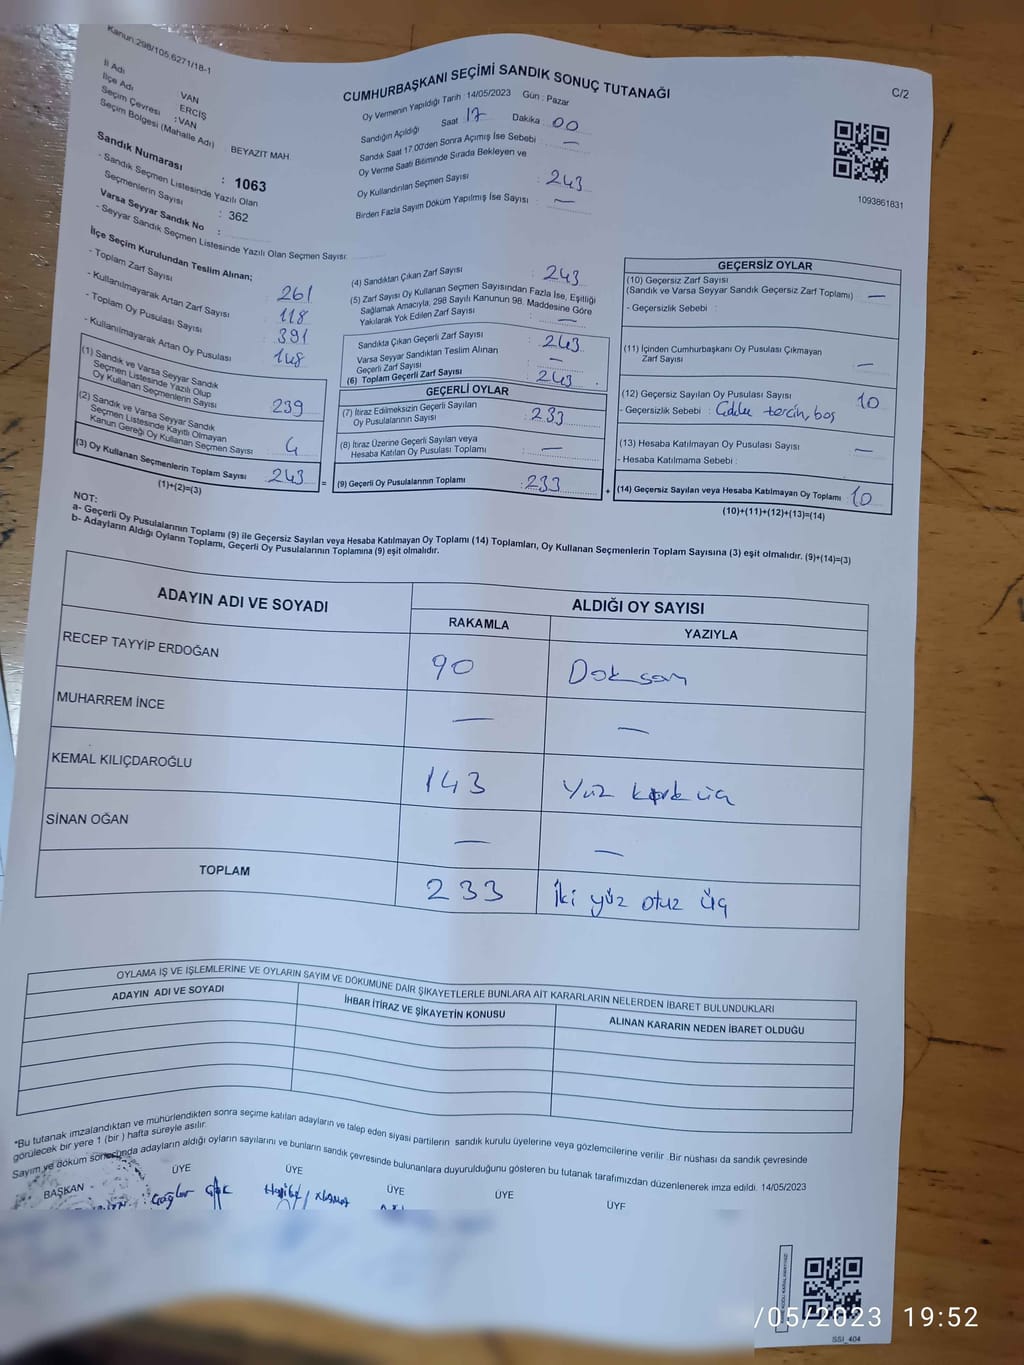 Kanun:298/105,6271/18-1
CUMHURBAŞKANI SEÇİMİ SANDIK SONUÇ TUTANAĞI
C/2
İl Adı : VAN
İlçe Adı : ERCİŞ
Seçim Çevresi : VAN
Seçim Bölgesi (Mahalle Adı) BEYAZIT MAH.
Sandık Numarası : 1063
- Sandık Seçmen Listesinde Yazılı Olan
Seçmenlerin Sayısı : 362
Varsa Seyyar Sandık No :
- Seyyar Sandık Seçmen Listesinde Yazılı Olan Seçmen Sayısı:
Oy Vermenin Yapıldığı Tarih 14/05/2023 Gün : Pazar
Sandığın Açıldığı Saat 17 Dakika : 00
Sandık Saat 17.00'den Sonra Açımış İse Sebebi : —
Oy Verme Saati Bitiminde Sırada Bekleyen ve
Oy Kullandırılan Seçmen Sayısı : 243
Birden Fazla Sayım Döküm Yapılmış İse Sayısı : —
1093861831
İlçe Seçim Kurulundan Teslim Alınan;
- Toplam Zarf Sayısı : 261
- Kullanılmayarak Artan Zarf Sayısı : 118
- Toplam Oy Pusulası Sayısı : 391
- Kullanılmayarak Artan Oy Pusulası : 148
(1) Sandık ve Varsa Seyyar Sandık
Seçmen Listesinde Yazılı Olup
Oy Kullanan Seçmenlerin Sayısı : 239
(2) Sandık ve Varsa Seyyar Sandık
Seçmen Listesinde Kayıtlı Olmayan
Kanun Gereği Oy Kullanan Seçmen Sayısı : 4
(3) Oy Kullanan Seçmenlerin Toplam Sayısı : 243 =
(1)+(2)=(3)
(4) Sandıktan Çıkan Zarf Sayısı : 243
(5) Zarf Sayısı Oy Kullanan Seçmen Sayısından Fazla İse, Eşitliği
Sağlamak Amacıyla, 298 Sayılı Kanunun 98. Maddesine Göre
Yakılarak Yok Edilen Zarf Sayısı : —
Sandıkta Çıkan Geçerli Zarf Sayısı : 243
Varsa Seyyar Sandıktan Teslim Alınan
Geçerli Zarf Sayısı : —
(6) Toplam Geçerli Zarf Sayısı : 243
GEÇERLİ OYLAR
(7) İtiraz Edilmeksizin Geçerli Sayılan
Oy Pusulalarının Sayısı : 233
(8) İtiraz Üzerine Geçerli Sayılan veya
Hesaba Katılan Oy Pusulası Toplamı : —
(9) Geçerli Oy Pusulalarının Toplamı : 233 +
GEÇERSİZ OYLAR
(10) Geçersiz Zarf Sayısı
(Sandık ve Varsa Seyyar Sandık Geçersiz Zarf Toplamı) : —
- Geçersizlik Sebebi :
(11) İçinden Cumhurbaşkanı Oy Pusulası Çıkmayan
Zarf Sayısı : —
(12) Geçersiz Sayılan Oy Pusulası Sayısı : 10
- Geçersizlik Sebebi : tercih, boş
(13) Hesaba Katılmayan Oy Pusulası Sayısı : —
- Hesaba Katılmama Sebebi :
(14) Geçersiz Sayılan veya Hesaba Katılmayan Oy Toplamı : 10
(10)+(11)+(12)+(13)=(14)
NOT:
a- Geçerli Oy Pusulalarının Toplamı (9) ile Geçersiz Sayılan veya Hesaba Katılmayan Oy Toplamı (14) Toplamları, Oy Kullanan Seçmenlerin Toplam Sayısına (3) eşit olmalıdır. (9)+(14)=(3)
b- Adayların Aldığı Oyların Toplamı, Geçerli Oy Pusulalarının Toplamına (9) eşit olmalıdır.
ADAYIN ADI VE SOYADI
ALDIĞI OY SAYISI
RAKAMLA YAZIYLA
RECEP TAYYİP ERDOĞAN 90 Doksan
MUHARREM İNCE — —
KEMAL KILIÇDAROĞLU 143 Yüz kırk üç
SİNAN OĞAN — —
TOPLAM 233 İki yüz otuz üç
OYLAMA İŞ VE İŞLEMLERİNE VE OYLARIN SAYIM VE DÖKÜMÜNE DAİR ŞİKAYETLERLE BUNLARA AİT KARARLARIN NELERDEN İBARET BULUNDUKLARI
ADAYIN ADI VE SOYADI İHBAR İTİRAZ VE ŞİKAYETİN KONUSU ALINAN KARARIN NEDEN İBARET OLDUĞU
"Bu tutanak imzalandıktan ve mühürlendikten sonra seçime katılan adayların ve talep eden siyasi partilerin sandık kurulu üyelerine veya gözlemcilerine verilir .Bir nüshası da sandık çevresinde
görülecek bir yere 1 (bir ) hafta süreyle asılır.
Sayım ve döküm sonucunda adayların aldığı oyların sayılarını ve bunların sandık çevresinde bulunanlara duyurulduğunu gösteren bu tutanak tarafımızdan düzenlenerek imza edildi. 14/05/2023
BAŞKAN ÜYE ÜYE ÜYE ÜYE ÜYE
/05/2023 19:52
SSİ_404